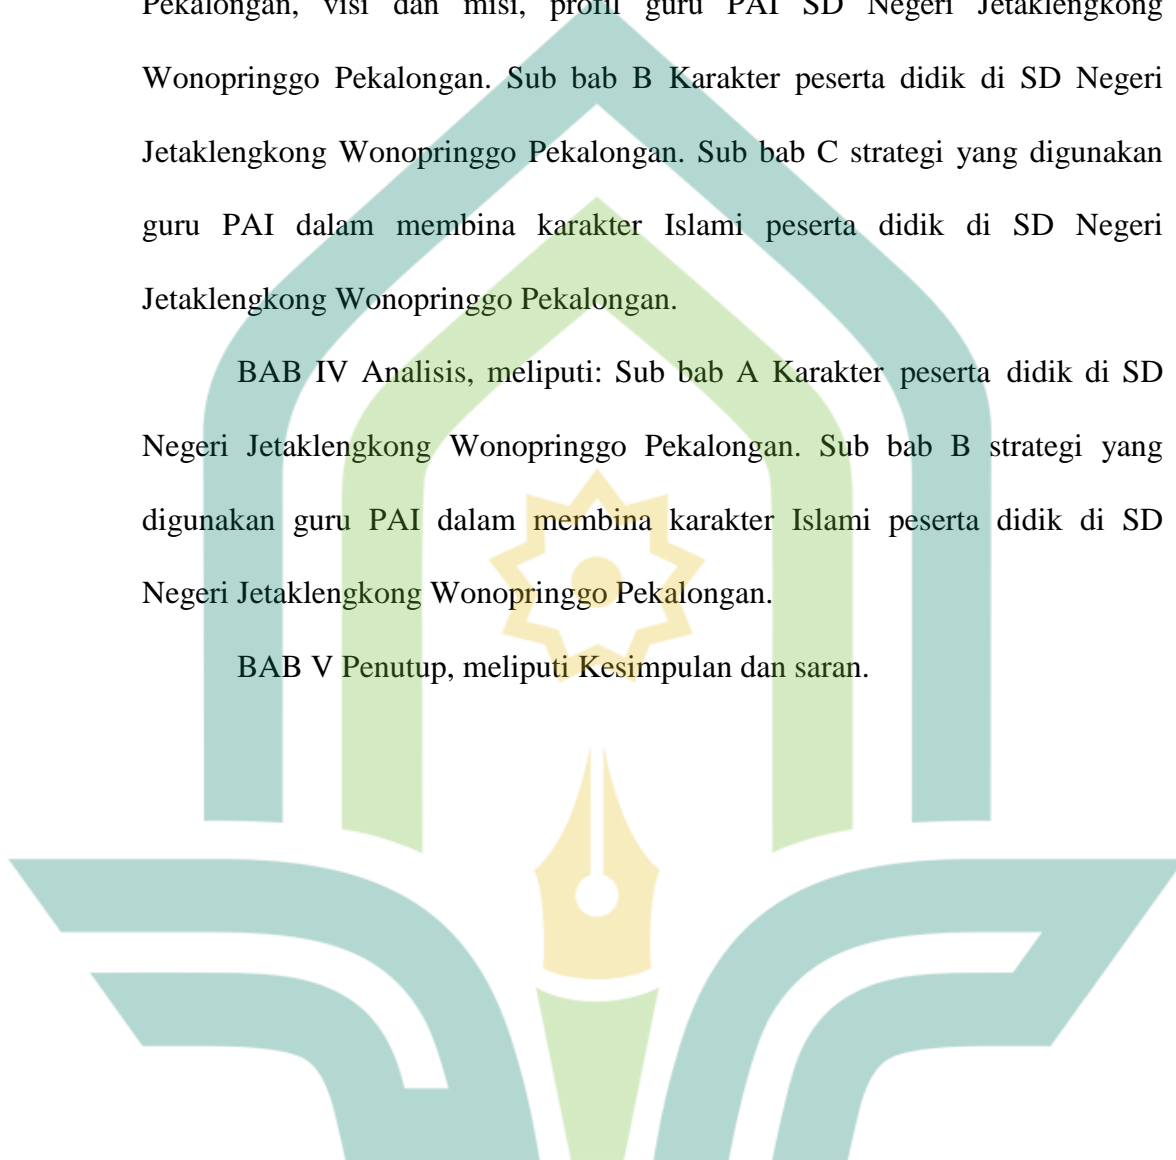 Pekalongan, visi dan misi, profil guru PAI SD Negeri Jetaklengkong
Wonopringgo Pekalongan. Sub bab B Karakter peserta didik di SD Negeri
Jetaklengkong Wonopringgo Pekalongan. Sub bab C strategi yang digunakan
guru PAI dalam membina karakter Islami peserta didik di SD Negeri
Jetaklengkong Wonopringgo Pekalongan.
BAB IV Analisis, meliputi: Sub bab A Karakter peserta didik di SD
Negeri Jetaklengkong Wonopringgo Pekalongan. Sub bab B strategi yang
digunakan guru PAI dalam membina karakter Islami peserta didik di SD
Negeri Jetaklengkong Wonopringgo Pekalongan.
BAB V Penutup, meliputi Kesimpulan dan saran.